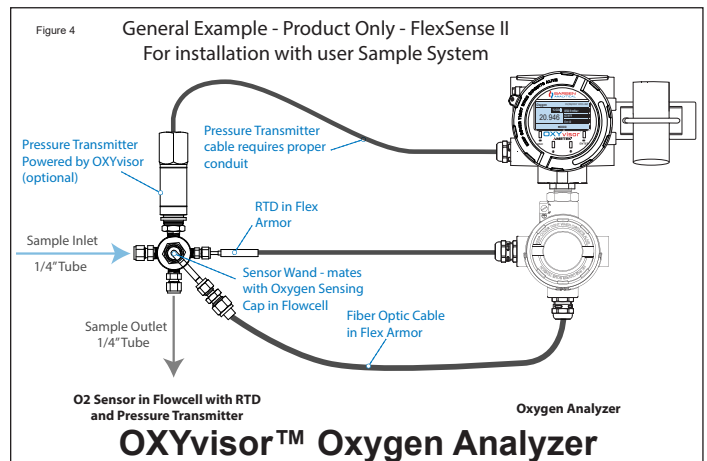 Figure 4
General Example - Product Only - FlexSense II
For installation with user Sample System
Pressure Transmitter
Powered by OXYvisor
(optional)
Pressure Transmitter
cable requires proper
conduit
20.946
OXYvisor
RTD in Flex
Armor
Sample Inlet
1/4" Tube
Sensor Wand - mates
with Oxygen Sensing
Cap in Flowcell
Fiber Optic Cable
in Flex Armor
Sample Outlet
1/4" Tube
O2 Sensor in Flowcell with RTD
and Pressure Transmitter
Oxygen Analyzer
OXYvisor™ Oxygen Analyzer